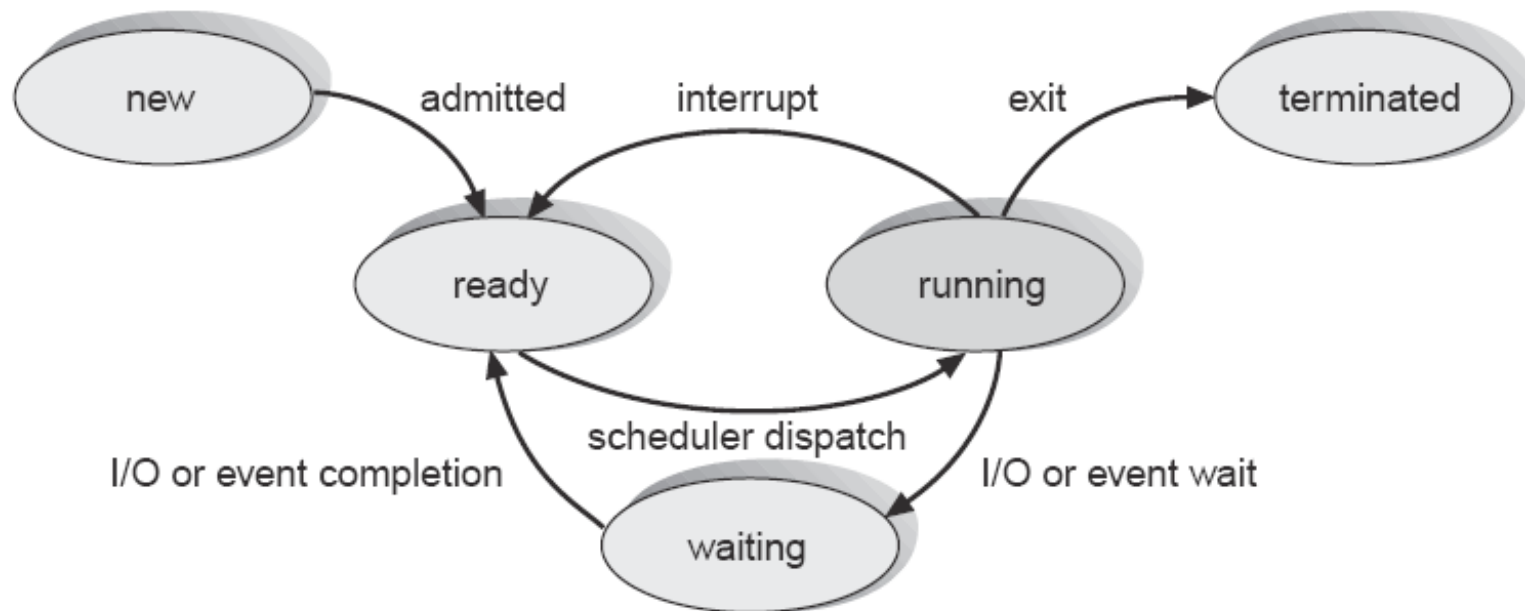 new
admitted
interrupt
exit
terminated
ready
running
scheduler dispatch
I/O or event completion
I/O or event wait
waiting